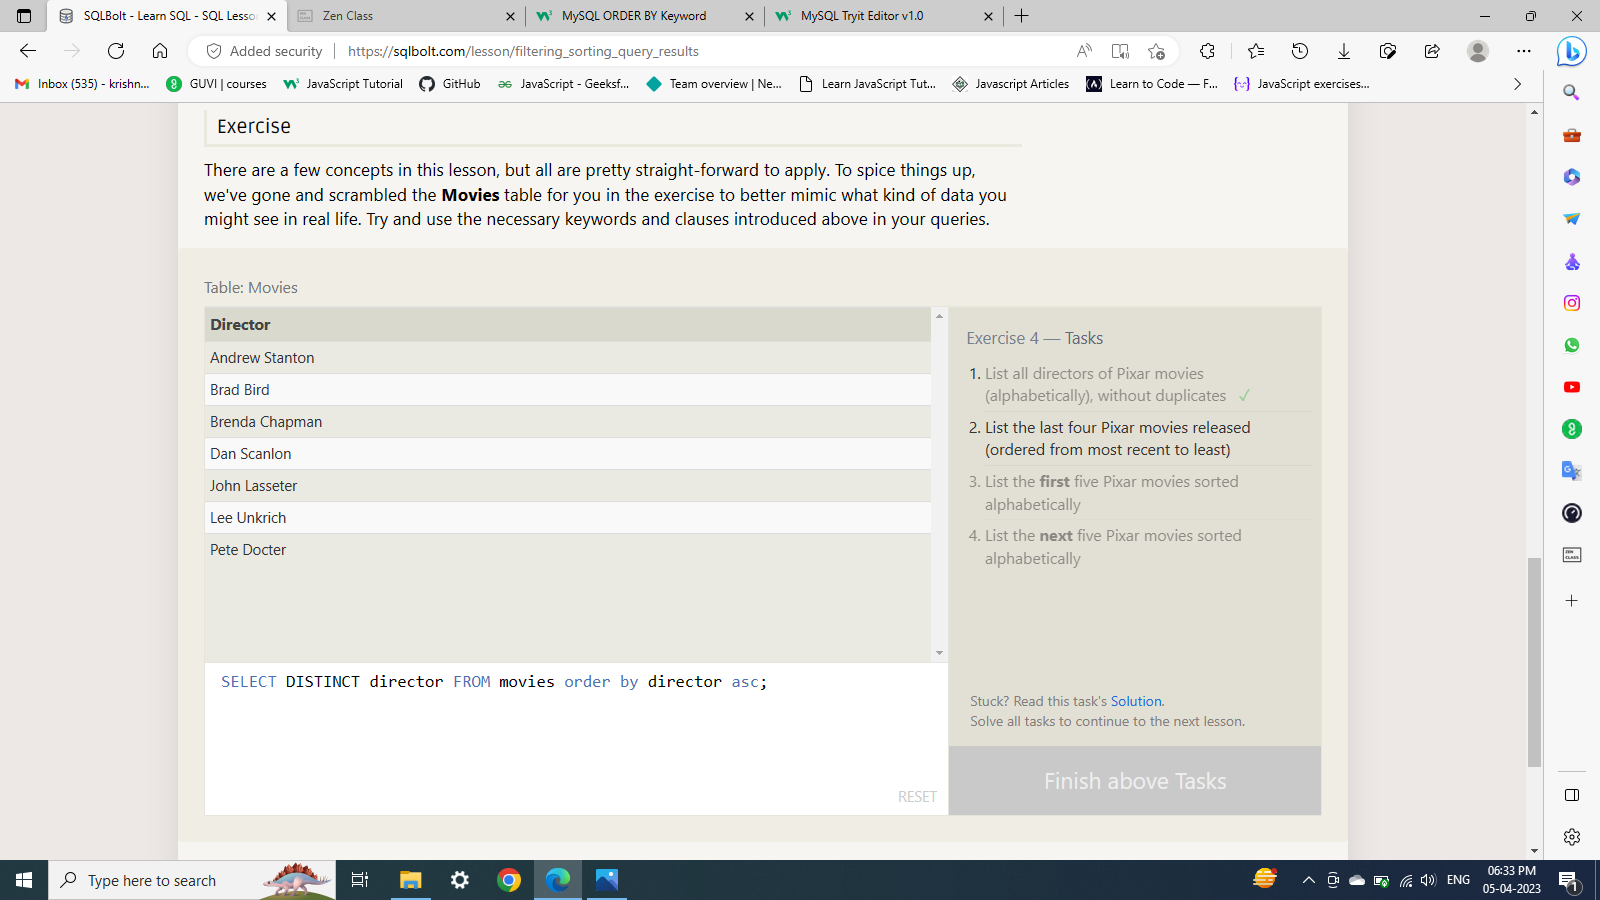 SQLBolt - Learn SQL - SQL Lesso
Zen Class
MySQL ORDER BY Keyword
MySQL Tryit Editor v1.0
Added security
https://sqlbolt.com/lesson/filtering_sorting_query_results
Inbox (535) - krishn...
GUVI | courses
JavaScript Tutorial
GitHub
JavaScript - Geeksf...
Team overview | Ne...
Learn JavaScript Tut...
Javascript Articles
Learn to Code — F...
JavaScript exercises...
Exercise
There are a few concepts in this lesson, but all are pretty straight-forward to apply. To spice things up,
we've gone and scrambled the Movies table for you in the exercise to better mimic what kind of data you
might see in real life. Try and use the necessary keywords and clauses introduced above in your queries.
Table: Movies
Director
Andrew Stanton
Brad Bird
Brenda Chapman
Dan Scanlon
John Lasseter
Lee Unkrich
Pete Docter
SELECT DISTINCT director FROM movies order by director asc;
RESET
Exercise 4 — Tasks
1. List all directors of Pixar movies
(alphabetically), without duplicates ✓
2. List the last four Pixar movies released
(ordered from most recent to least)
3. List the first five Pixar movies sorted
alphabetically
4. List the next five Pixar movies sorted
alphabetically
Stuck? Read this task's Solution.
Solve all tasks to continue to the next lesson.
Finish above Tasks
Type here to search
ENG
06:33 PM
05-04-2023
1